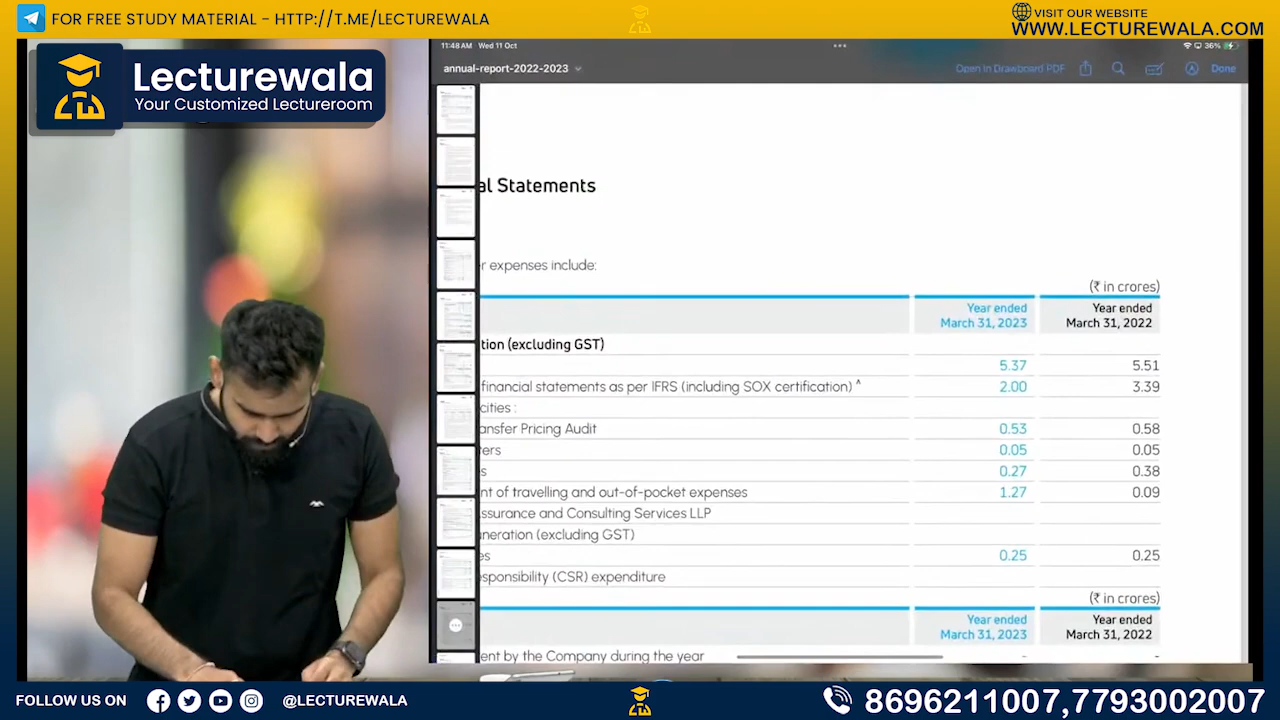 FOR FREE STUDY MATERIAL - HTTP://T.ME/LECTUREWALA
VISIT OUR WEBSITE
WWW.LECTUREWALA.COM
Lecturewala
Your Customized Lectureroom
11:48 AM Wed 11 Oct
36%
annual-report-2022-2023
Open in Drawboard PDF
Done
al Statements
er expenses include:
(₹ in crores)
Year ended March 31, 2023
Year ended March 31, 2022
tion (excluding GST)
5.37 5.51
financial statements as per IFRS (including SOX certification) ^ 2.00 3.39
cities :
ansfer Pricing Audit 0.53 0.58
ters 0.05 0.05
s 0.27 .38
nt of travelling and out-of-pocket expenses 1.27 0.09
ssurance and Consulting Services LLP
uneration (excluding GST)
es 0.25 0.25
esponsibility (CSR) expenditure
(₹ in crores)
Year ended March 31, 2023
Year ended March 31, 2022
ent by the Company during the year
FOLLOW US ON
@LECTUREWALA
8696211007,7793002007